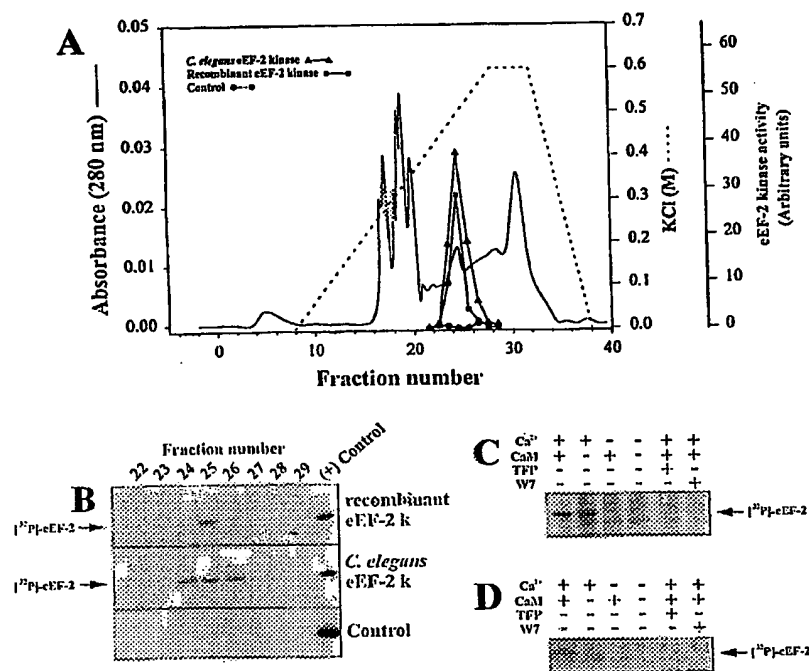 A
C. elegans eEF-2 kinase
Recombinant eEF-2 kinase
Control
Absorbance (280 nm)
0.05
0.04
0.03
0.02
0.01
0.00
0 10 20 30 40
Fraction number
0.7
0.6
0.5
0.4
0.3
0.2
0.1
0.0
KCl (M)
60
50
40
30
20
10
0
eEF-2 kinase activity
(Arbitrary units)
B
Fraction number
22 23 24 25 26 27 28 29 (+) Control
[³²P]-eEF-2
recombinant
eEF-2 k
[³²P]-eEF-2
C. elegans
eEF-2 k
Control
C
Ca²⁺ + + - - + +
CaM + - + - + +
TFP - - - - + -
W7 - - - - - +
[³²P]-eEF-2
D
Ca²⁺ + + - - + +
CaM + - + - + +
TFP - - - - + -
W7 - - - - - +
[³²P]-eEF-2